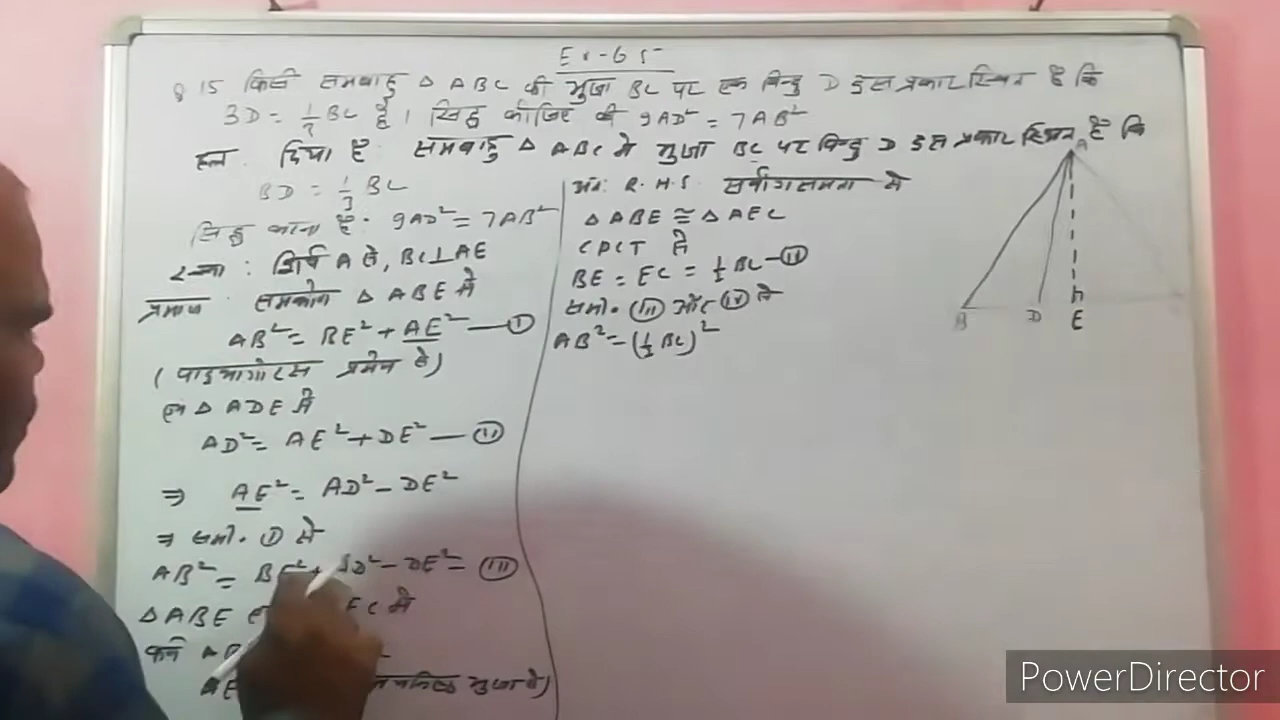 Ex-6.5
Q 15 किसी समबाहु Δ ABC की भुजा BC पर एक बिन्दु D इस प्रकार स्थित है कि
BD = 1/3 BC है। सिद्ध कीजिए की 9AD² = 7AB²
हल दिया है: समबाहु Δ ABC मे भुजा BC पर बिन्दु D इस प्रकार स्थित है कि
BD = 1/3 BC
सिद्ध करना है: 9AD² = 7AB²
रचना: शीर्ष A से, BC⊥AE
प्रमाण: समकोण Δ ABE मे
AB² = BE² + AE² — (I)
(पाइथागोरस प्रमेय से)
Δ ADE मे
AD² = AE² + DE² — (II)
⇒ AE² = AD² – DE²
⇒ समी. (I) से
AB² = BE² + AD² – DE² = (III)
Δ ABE EC मे
भुजा से)
अतः R.H.S. सर्वांगसमता से
Δ ABE ≅ Δ AEC
CPCT से
BE = EC = 1/2 BC — (IV)
समी. (III) और (IV) से
AB² = (1/2 BC)²
A
B D E
PowerDirector